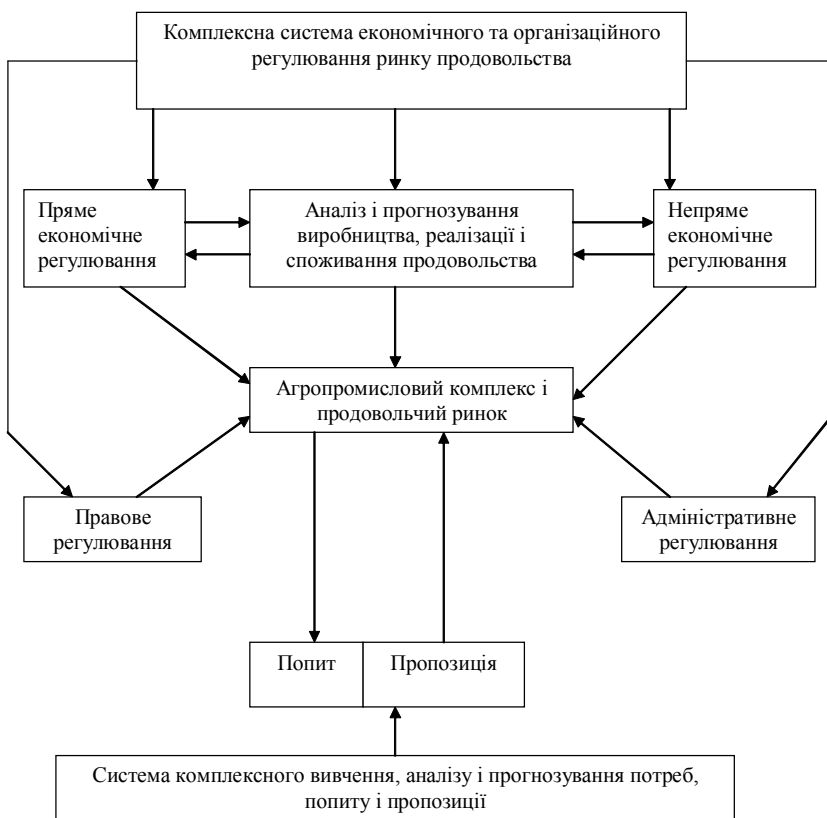 Комплексна система економічного та організаційного
регулювання ринку продовольства
Пряме
економічне
регулювання
Аналіз і прогнозування
виробництва, реалізації і
споживання продовольства
Непряме
економічне
регулювання
Агропромисловий комплекс і
продовольчий ринок
Правове
регулювання
Адміністративне
регулювання
Попит
Пропозиція
Система комплексного вивчення, аналізу і прогнозування потреб,
попиту і пропозиції